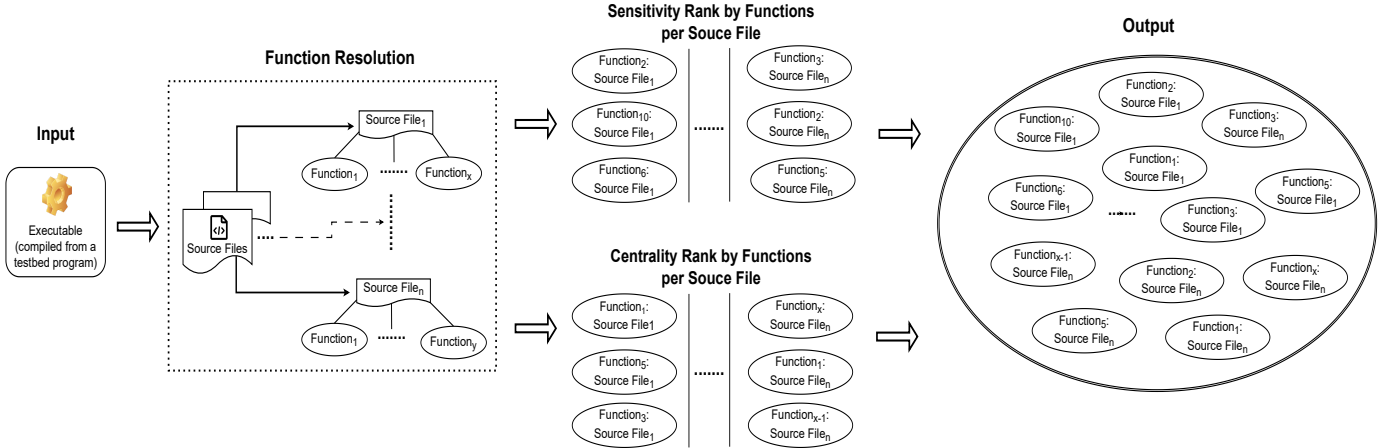 Input
Executable
(compiled from a
testbed program)
Function Resolution
Source Files
....
Source File₁
Function₁
.......
Functionₓ
Source Fileₙ
Function₁
.......
Functionᵧ
Sensitivity Rank by Functions
per Souce File
Function₂:
Source File₁
Function₁₀:
Source File₁
Function₆:
Source File₁
.......
Function₃:
Source Fileₙ
Function₂:
Source Fileₙ
Function₅:
Source Fileₙ
Centrality Rank by Functions
per Souce File
Function₁:
Source File1
Function₅:
Source File₁
Function₃:
Source File₁
.......
Functionₓ:
Source Fileₙ
Function₁:
Source Fileₙ
Functionₓ₋₁:
Source Fileₙ
Output
Function₂:
Source File₁
Function₁₀:
Source File₁
Function₃:
Source Fileₙ
Function₁:
Source File₁
Function₆:
Source File₁
Function₅:
Source File₁
.......
Function₃:
Source File₁
Functionₓ₋₁:
Source Fileₙ
Function₂:
Source Fileₙ
Functionₓ:
Source Fileₙ
Function₅:
Source Fileₙ
Function₁:
Source Fileₙ